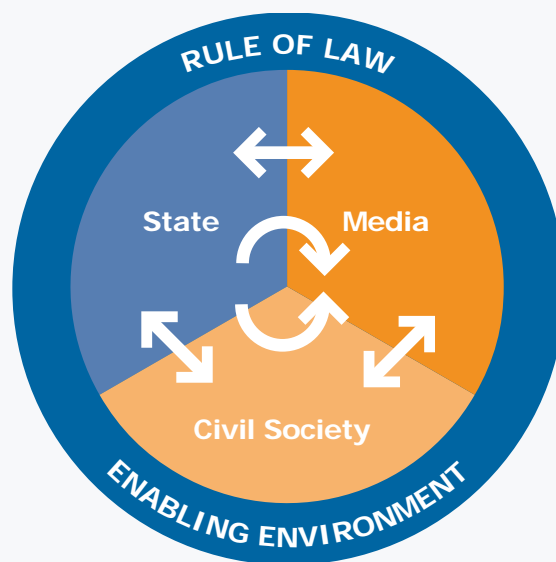 RULE OF LAW
State
Media
Civil Society
ENABLING ENVIRONMENT